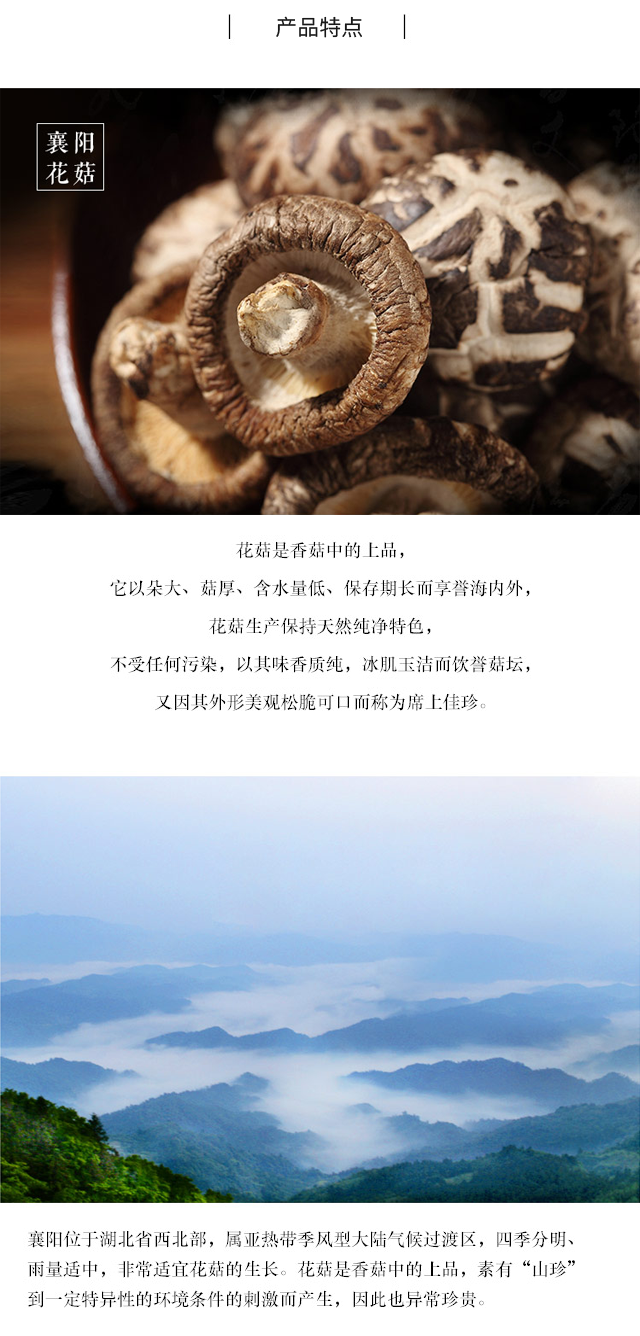 产品特点
襄阳
花菇
花菇是香菇中的上品，
它以朵大、菇厚、含水量低、保存期长而享誉海内外，
花菇生产保持天然纯净特色，
不受任何污染，以其味香质纯，冰肌玉洁而饮誉菇坛，
又因其外形美观松脆可口而称为席上佳珍。
襄阳位于湖北省西北部，属亚热带季风型大陆气候过渡区，四季分明、
雨量适中，非常适宜花菇的生长。花菇是香菇中的上品，素有“山珍”
到一定特异性的环境条件的刺激而产生，因此也异常珍贵。